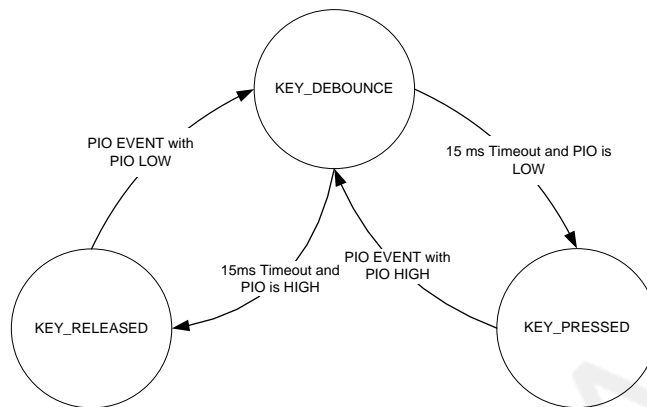 KEY_DEBOUNCE
PIO EVENT with
PIO LOW
15 ms Timeout and PIO is
LOW
15ms Timeout and
PIO is HIGH
PIO EVENT with
PIO HIGH
KEY_RELEASED
KEY_PRESSED